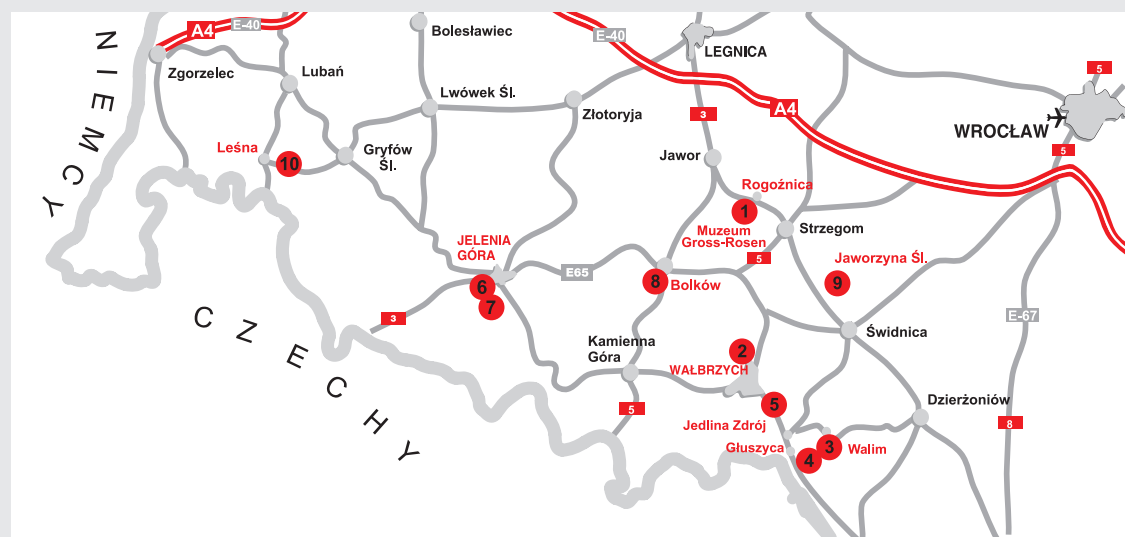 A4
E-40
Bolesławiec
E-40
LEGNICA
5
NIEMCY
Zgorzelec
Lubań
Lwówek Śl.
Złotoryja
3
A4
WROCŁAW
5
Leśna
10
Gryfów
Śl.
Jawor
Rogoźnica
1
Muzeum
Gross-Rosen
Strzegom
JELENIA
GÓRA
E65
5
Jaworzyna Śl.
6
7
8
Bolków
9
3
CZECHY
Kamienna
Góra
2
WAŁBRZYCH
Świdnica
E-67
5
5
Jedlina Zdrój
Dzierżoniów
8
Głuszyca
4
3
Walim